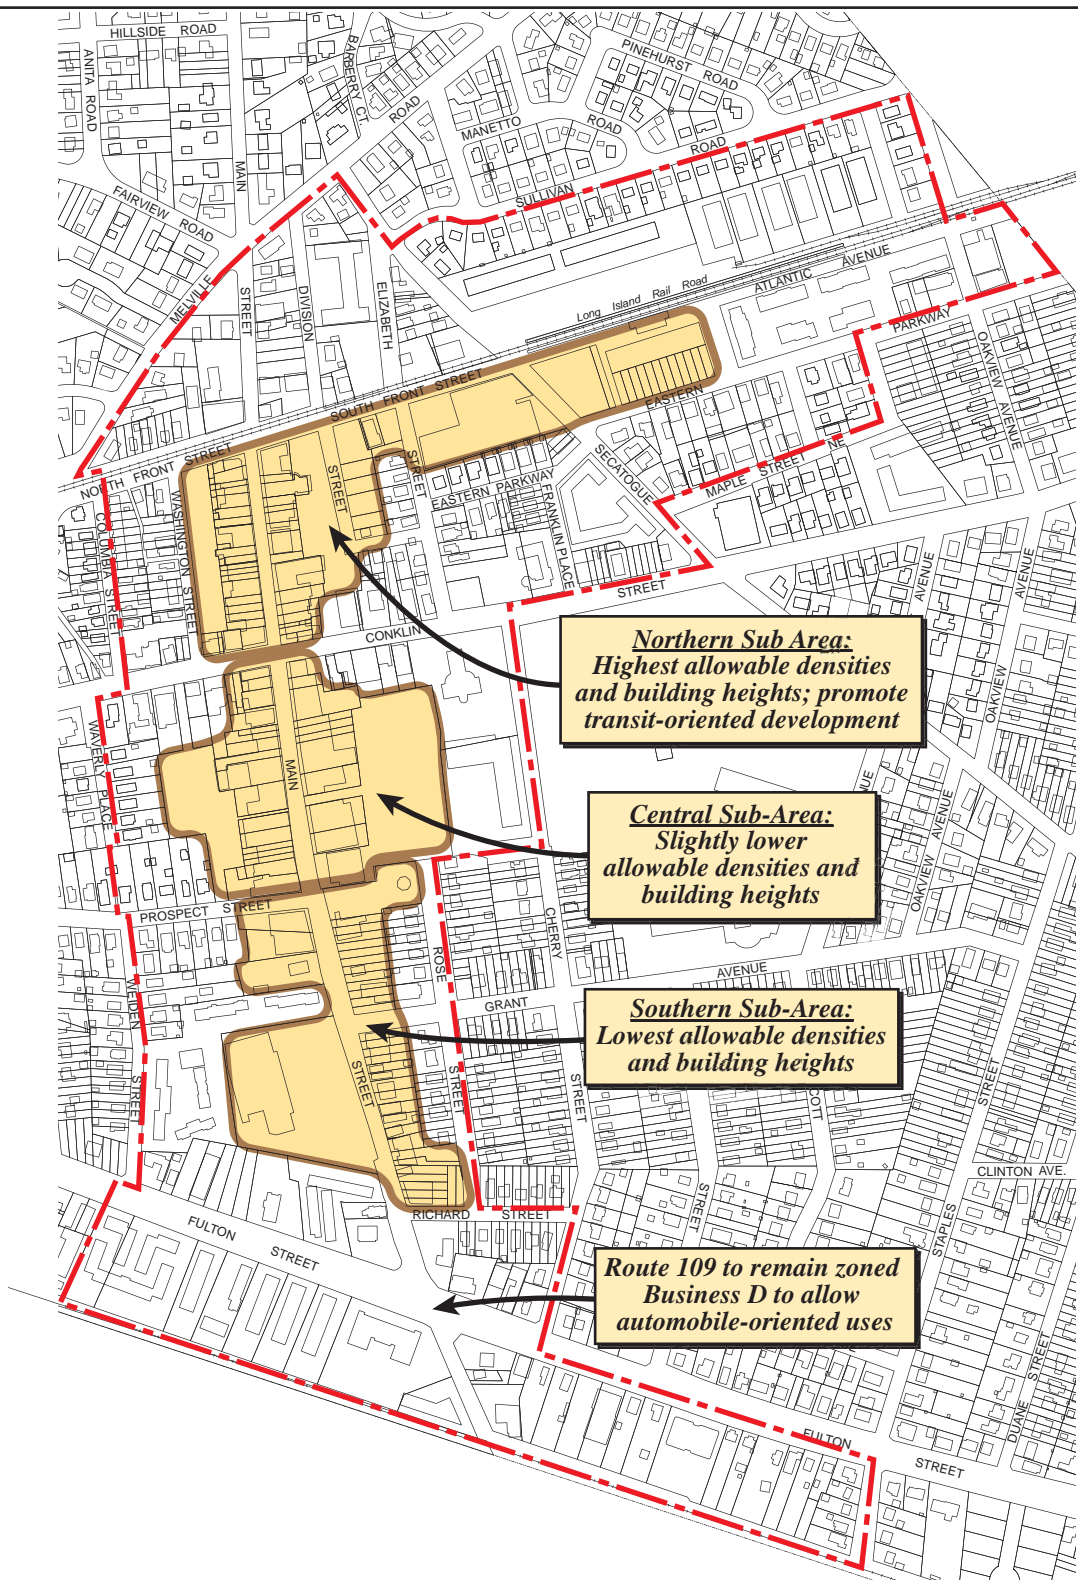 HILLSIDE ROAD
ANITA ROAD
BARBERRY CT
PINEHURST ROAD
ROAD
MANETTO
ROAD
ROAD
MAIN
SULLIVAN
FAIRVIEW ROAD
MELVILLE
STREET
DIVISION
ELIZABETH
Long Island Rail Road
ATLANTIC AVENUE
PARKWAY
OAKVIEW AVENUE
SOUTH FRONT STREET
EASTERN
NORTH FRONT STREET
STREET
STREET
SECATOGUE
MAPLE STREET
NE
WASHINGTON STREET
COLUMBIA STREET
EASTERN PARKWAY
FRANKLIN PLACE
STREET
CONKLIN
AVENUE
AVENUE
OAKVIEW
Northern Sub Area:
Highest allowable densities
and building heights; promote
transit-oriented development
WAVERLY PLACE
MAIN
Central Sub-Area:
Slightly lower
allowable densities and
building heights
NUE
AVENUE
OAKVIEW
PROSPECT STREET
CHERRY
ROSE
AVENUE
GRANT
WEIDEN
STREET
Southern Sub-Area:
Lowest allowable densities
and building heights
STREET
STREET
STREET
COTT
STREET
CLINTON AVE.
STREET
STAPLES
RICHARD STREET
FULTON STREET
Route 109 to remain zoned
Business D to allow
automobile-oriented uses
DUANE STREET
FULTON
STREET